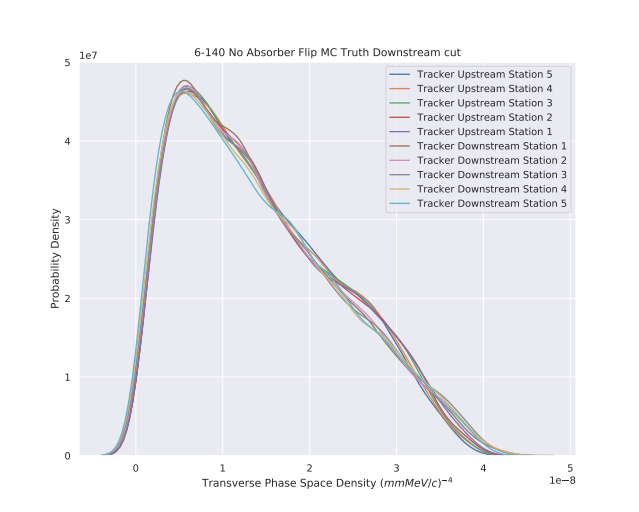 6-140 No Absorber Flip MC Truth Downstream cut
1e7
5
4
3
2
1
0
Probability Density
Tracker Upstream Station 5
Tracker Upstream Station 4
Tracker Upstream Station 3
Tracker Upstream Station 2
Tracker Upstream Station 1
Tracker Downstream Station 1
Tracker Downstream Station 2
Tracker Downstream Station 3
Tracker Downstream Station 4
Tracker Downstream Station 5
0 1 2 3 4 5
1e−8
Transverse Phase Space Density (mmMeV/c)⁻⁴